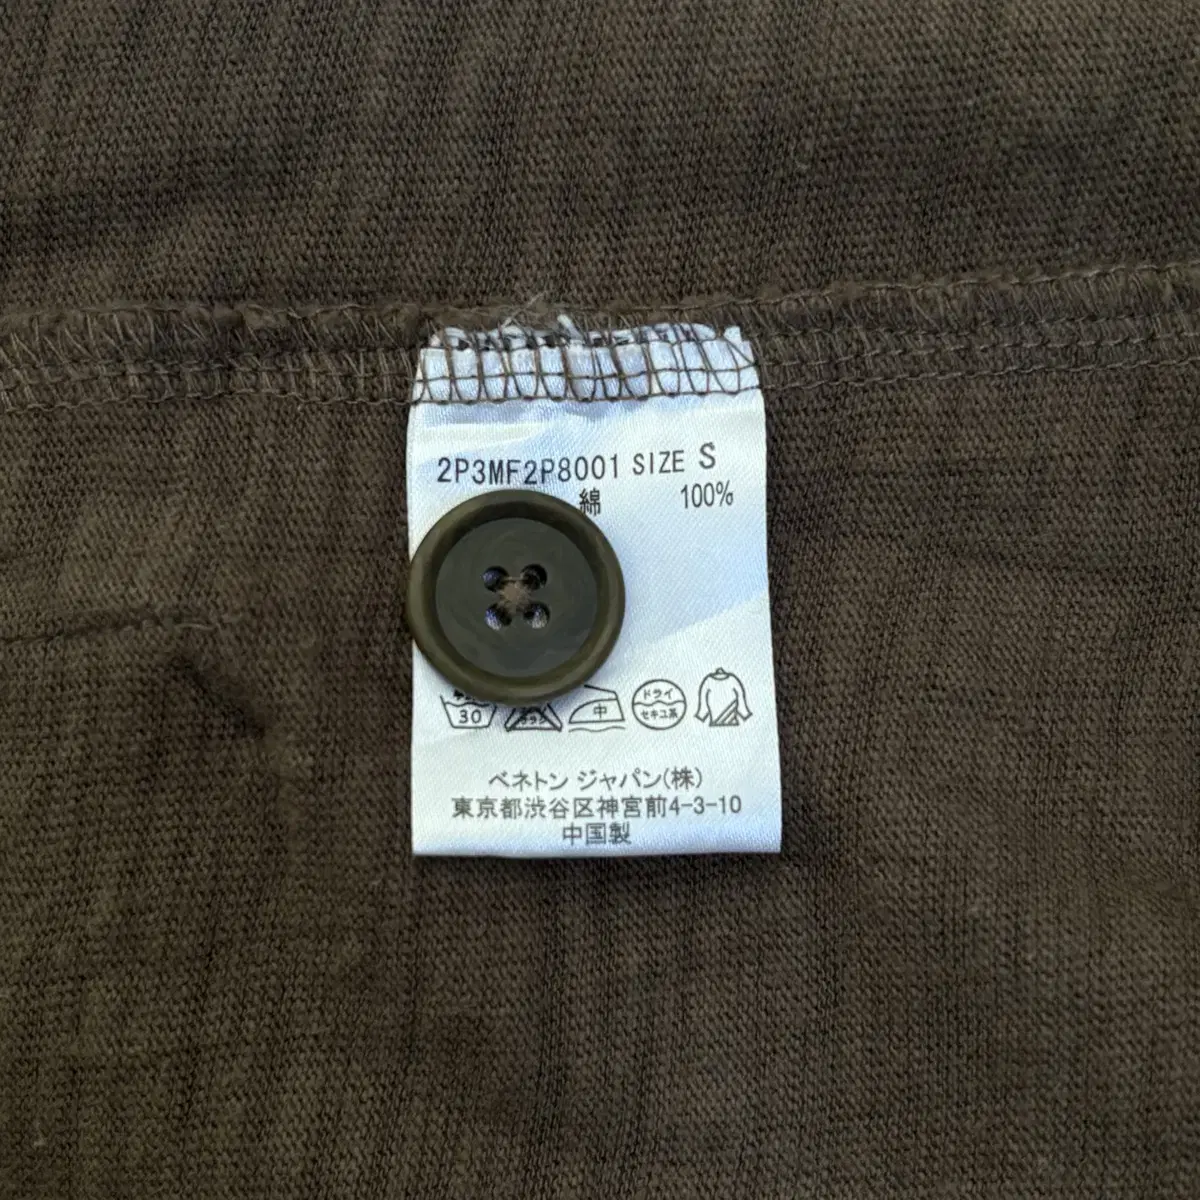 2P3MF2P8001 SIZE S
綿 100%
30 中 ドライ
セキユ系
ベネトン ジャパン(株)
東京都渋谷区神宮前4-3-10
中国製